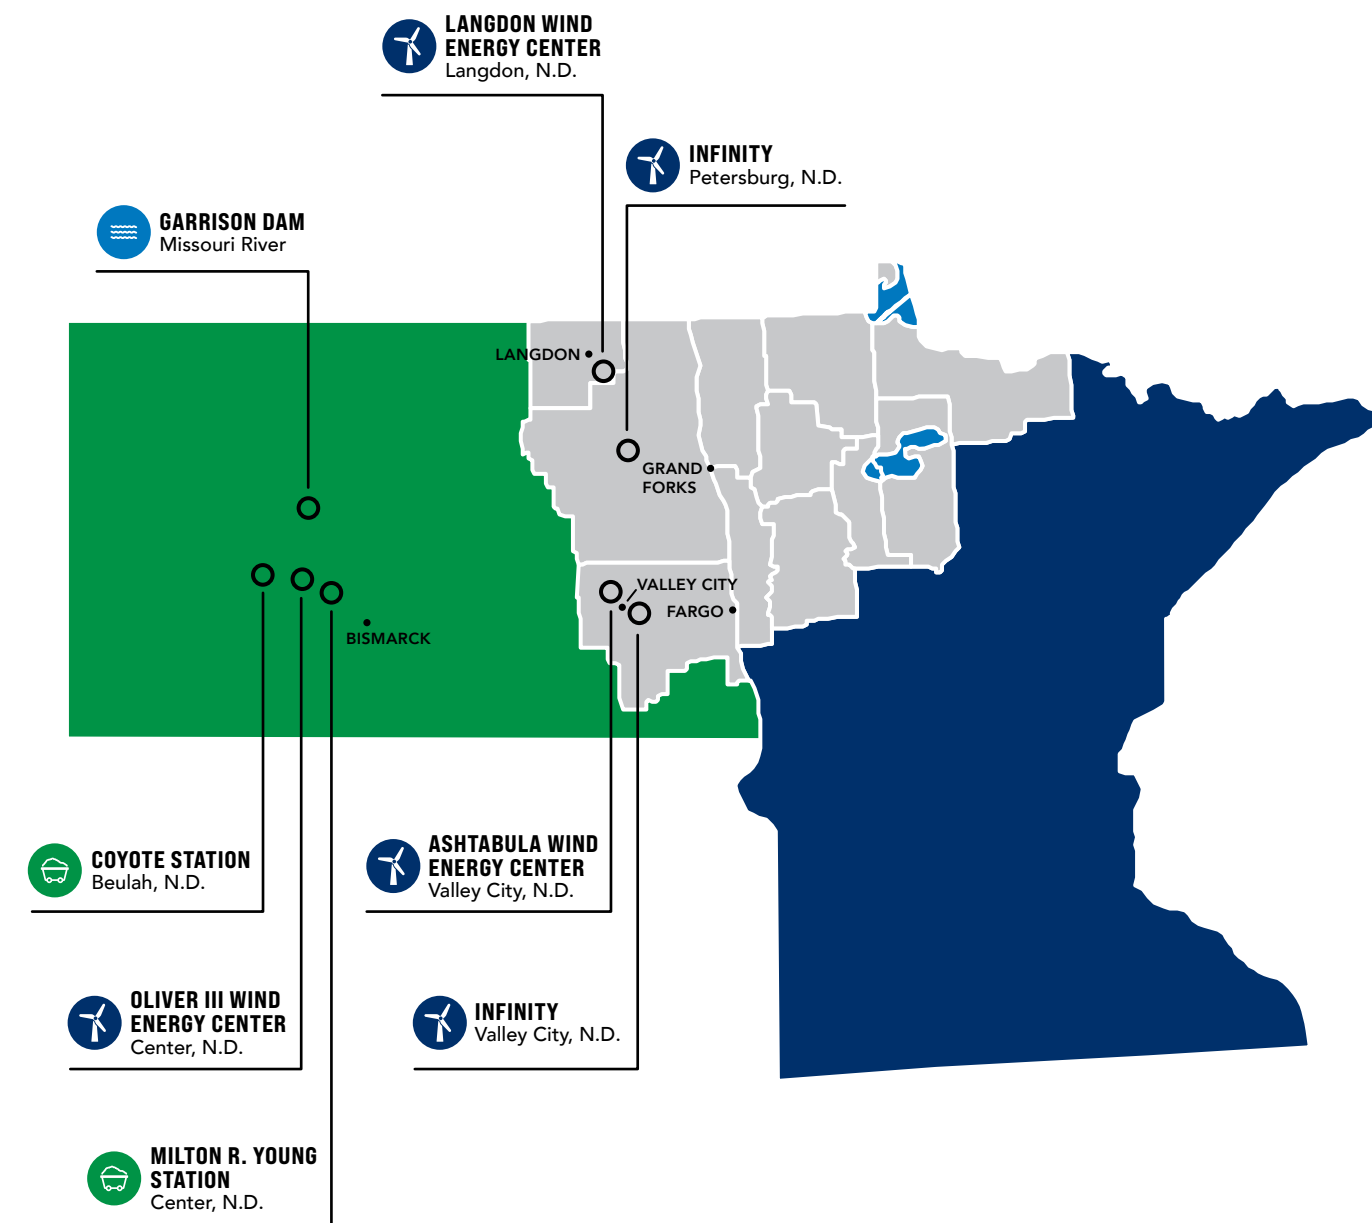 LANGDON WIND
ENERGY CENTER
Langdon, N.D.
INFINITY
Petersburg, N.D.
GARRISON DAM
Missouri River
LANGDON
GRAND
FORKS
VALLEY CITY
FARGO
BISMARCK
COYOTE STATION
Beulah, N.D.
ASHTABULA WIND
ENERGY CENTER
Valley City, N.D.
OLIVER III WIND
ENERGY CENTER
Center, N.D.
INFINITY
Valley City, N.D.
MILTON R. YOUNG
STATION
Center, N.D.